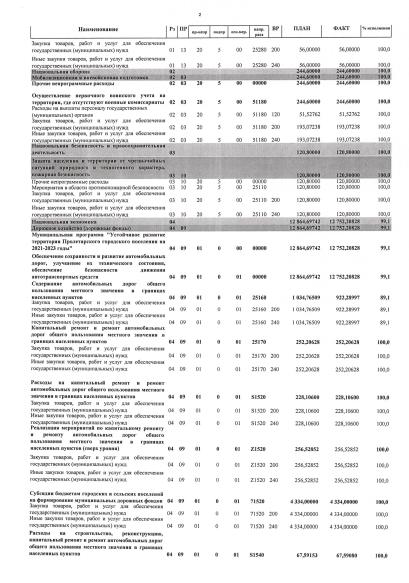 2
Наименование Рз ПР пр-подр подпр осн.мер. напр. расх ВР ПЛАН ФАКТ % исполнения
Закупка товаров, работ и услуг для обеспечения
государственных (муниципальных) нужд 01 13 20 5 00 25280 200 56,00000 56,00000 100,0
Иные закупки товаров, работ и услуг для обеспечения
государственных (муниципальных) нужд 01 13 20 5 00 25280 240 56,00000 56,00000 100,0
Национальная оборона 02 244,60000 244,60000 100,0
Мобилизационная и вневойсковая подготовка 02 03 244,60000 244,60000 100,0
Прочие непрограммные расходы 02 03 20 5 00 00000 244,60000 244,60000 100,0
Осуществление первичного воинского учета на
территориях, где отсутствуют военные комиссариаты 02 03 20 5 00 51180 244,60000 244,60000 100,0
Расходы на выплаты персоналу государственных
(муниципальных) органов 02 03 20 5 00 51180 120 51,52762 51,52762 100,0
Закупка товаров, работ и услуг для обеспечения
государственных (муниципальных) нужд 02 03 20 5 00 51180 200 193,07238 193,07238 100,0
Иные закупки товаров, работ и услуг для обеспечения
государственных (муниципальных) нужд 02 03 20 5 00 51180 240 193,07238 193,07238 100,0
Национальная безопасность и правоохранительная
деятельность 03 120,80000 120,80000 100,0
Защита населения и территории от чрезвычайных
ситуаций природного и техногенного характера,
пожарная безопасность 03 10 120,80000 120,80000 100,0
Прочие непрограммные расходы 03 10 20 5 00 00000 120,80000 120,80000 100,0
Мероприятия в области противопожарной безопасности 03 10 20 5 00 25110 120,80000 120,80000 100,0
Закупка товаров, работ и услуг для обеспечения
государственных (муниципальных) нужд 03 10 20 5 00 25110 200 120,80000 120,80000 100,0
Иные закупки товаров, работ и услуг для обеспечения
государственных (муниципальных) нужд 03 10 20 5 00 25110 240 120,80000 120,80000 100,0
Национальная экономика 04 12 864,69742 12 752,20828 99,1
Дорожное хозяйство (дорожные фонды) 04 09 12 864,69742 12 752,20828 99,1
Муниципальная программа "Устойчивое развитие
территории Пролетарского городского поселения на
2021-2023 годы" 04 09 01 0 00 00000 12 864,69742 12 752,20828 99,1
Обеспечение сохранности и развития автомобильных
дорог, улучшение их технического состояния,
обеспечение безопасности движения
автотранспортных средств 04 09 01 0 01 00000 12 864,69742 12 752,20828 99,1
Содержание автомобильных дорог общего
пользования местного значения в границах
населенных пунктов 04 09 01 0 01 25160 1 034,76509 922,28997 89,1
Закупка товаров, работ и услуг для обеспечения
государственных (муниципальных) нужд 04 09 01 0 01 25160 200 1 034,76509 922,28997 89,1
Иные закупки товаров, работ и услуг для обеспечения
государственных (муниципальных) нужд 04 09 01 0 01 25160 240 1 034,76509 922,28997 89,1
Капитальный ремонт и ремонт автомобильных
дорог общего пользования местного значения в
границах населенных пунктов 04 09 01 0 01 25170 252,20628 252,20628 100,0
Закупка товаров, работ и услуг для обеспечения
государственных (муниципальных) нужд 04 09 01 0 01 25170 200 252,20628 252,20628 100,0
Иные закупки товаров, работ и услуг для обеспечения
государственных (муниципальных) нужд 04 09 01 0 01 25170 240 252,20628 252,20628 100,0
Расходы на капитальный ремонт и ремонт
автомобильных дорог общего пользования местного
значения в границах населенных пунктов 04 09 01 0 01 S1520 228,10600 228,10600 100,0
Закупка товаров, работ и услуг для обеспечения
государственных (муниципальных) нужд 04 09 01 0 01 S1520 200 228,10600 228,10600 100,0
Иные закупки товаров, работ и услуг для обеспечения
государственных (муниципальных) нужд 04 09 01 0 01 S1520 240 228,10600 228,10600 100,0
Реализация мероприятий по капитальному ремонту
и ремонту автомобильных дорог общего
пользования местного значения в границах
населенных пунктов (сверх уровня) 04 09 01 0 01 Z1520 256,52852 256,52852 100,0
Закупка товаров, работ и услуг для обеспечения
государственных (муниципальных) нужд 04 09 01 0 01 Z1520 200 256,52852 256,52852 100,0
Иные закупки товаров, работ и услуг для обеспечения
государственных (муниципальных) нужд 04 09 01 0 01 Z1520 240 256,52852 256,52852 100,0
Субсидии бюджетам городских и сельских поселений
на формирование муниципальных дорожных фондов 04 09 01 0 01 71520 4 334,00000 4 334,00000 100,0
Закупка товаров, работ и услуг для обеспечения
государственных (муниципальных) нужд 04 09 01 0 01 71520 200 4 334,00000 4 334,00000 100,0
Иные закупки товаров, работ и услуг для обеспечения
государственных (муниципальных) нужд 04 09 01 0 01 71520 240 4 334,00000 4 334,00000 100,0
Расходы на строительство, реконструкцию,
капитальный ремонт и ремонт автомобильных дорог
общего пользования местного значения в границах
населенных пунктов 04 09 01 0 01 S1540 67,59153 67,59080 100,0